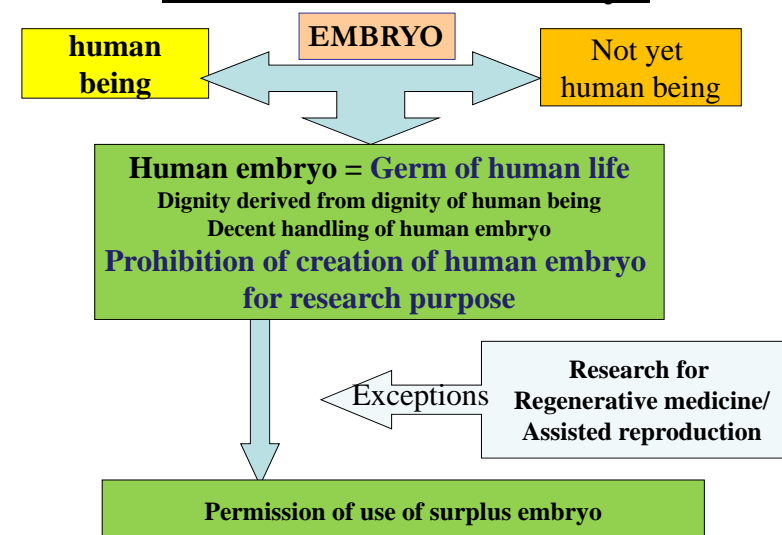 EMBRYO
human
being
Not yet
human being
Human embryo = Germ of human life
Dignity derived from dignity of human being
Decent handling of human embryo
Prohibition of creation of human embryo
for research purpose
Exceptions
Research for
Regenerative medicine/
Assisted reproduction
Permission of use of surplus embryo